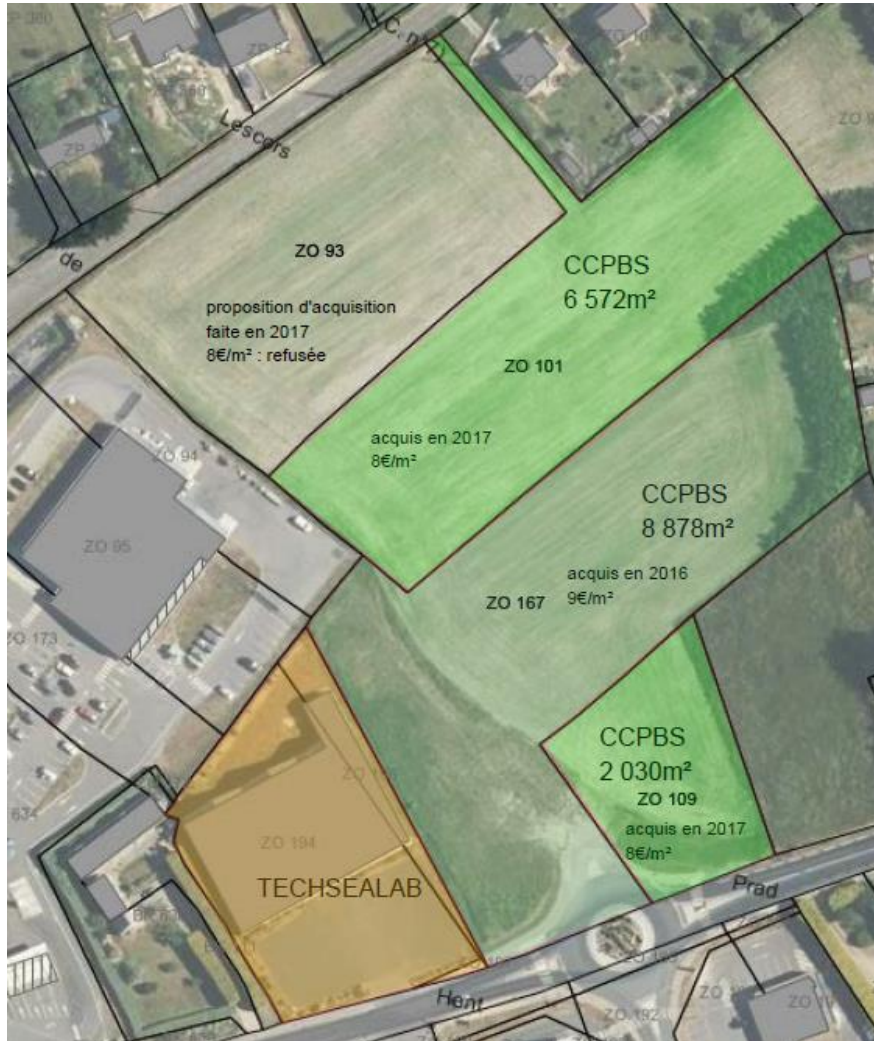 C. n°7)
Lescors
de
ZO 93
proposition d'acquisition
faite en 2017
8€/m² : refusée
CCPBS
6 572m²
ZO 101
acquis en 2017
8€/m²
ZO 94
ZO 95
CCPBS
8 878m²
acquis en 2016
9€/m²
ZO 167
ZO 173
CCPBS
2 030m²
ZO 109
acquis en 2017
8€/m²
634
ZO 194
TECHSEALAB
Prad
Hent
ZO 192